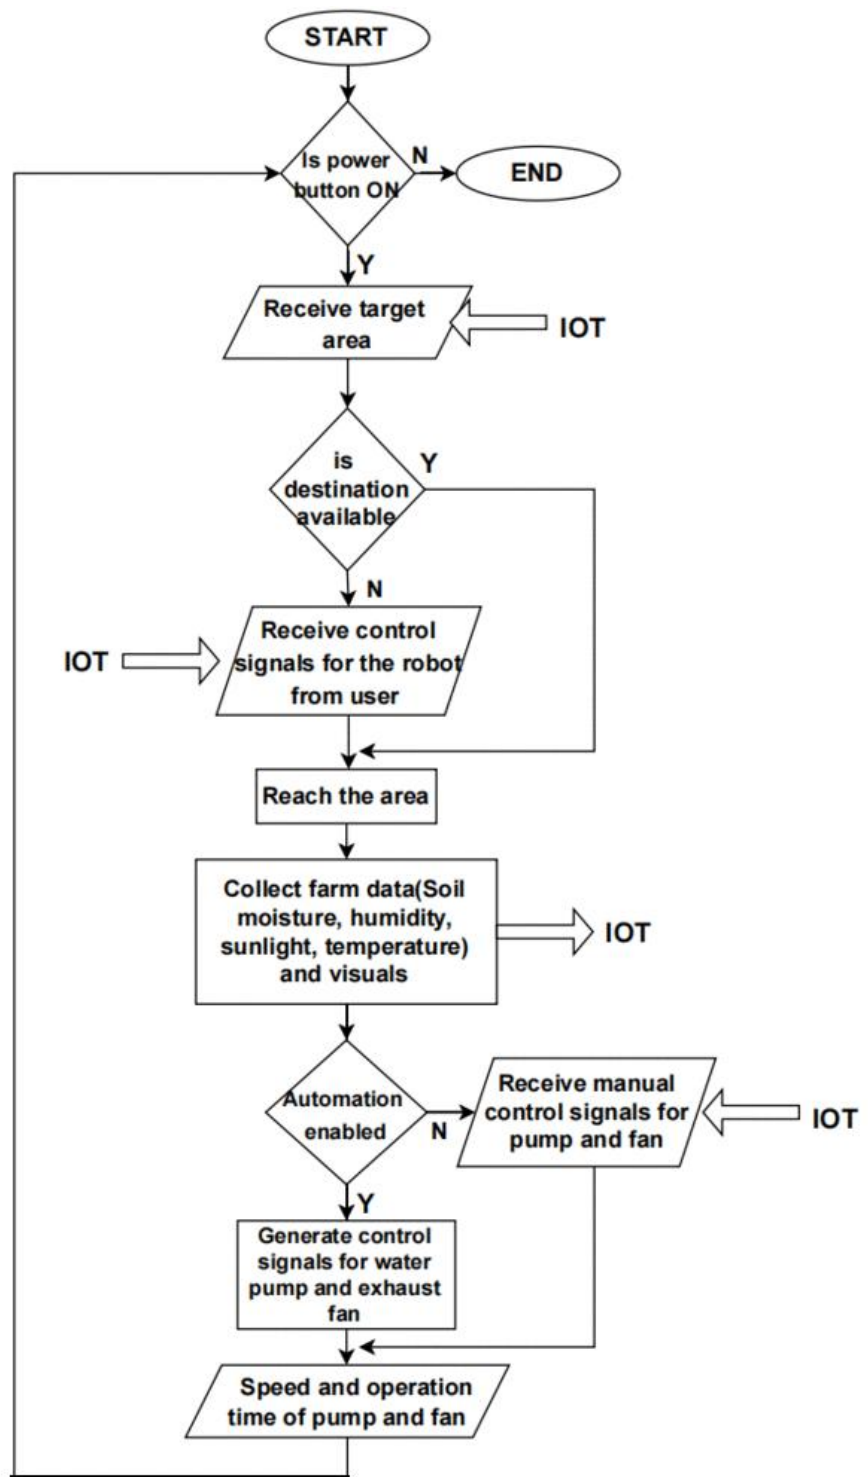 START
Is power
button ON
N
END
Y
Receive target
area
IOT
is
destination
available
Y
N
Receive control
signals for the robot
from user
IOT
Reach the area
Collect farm data(Soil
moisture, humidity,
sunlight, temperature)
and visuals
IOT
Automation
enabled
N
Receive manual
control signals for
pump and fan
IOT
Y
Generate control
signals for water
pump and exhaust
fan
Speed and operation
time of pump and fan